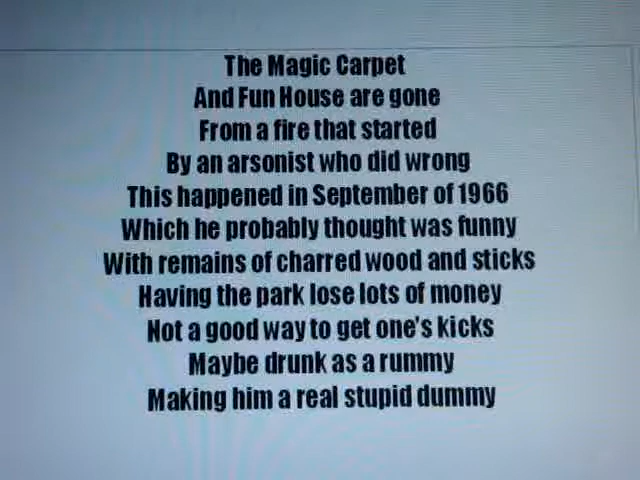 The Magic Carpet
And Fun House are gone
From a fire that started
By an arsonist who did wrong
This happened in September of 1966
Which he probably thought was funny
With remains of charred wood and sticks
Having the park lose lots of money
Not a good way to get one's kicks
Maybe drunk as a rummy
Making him a real stupid dummy